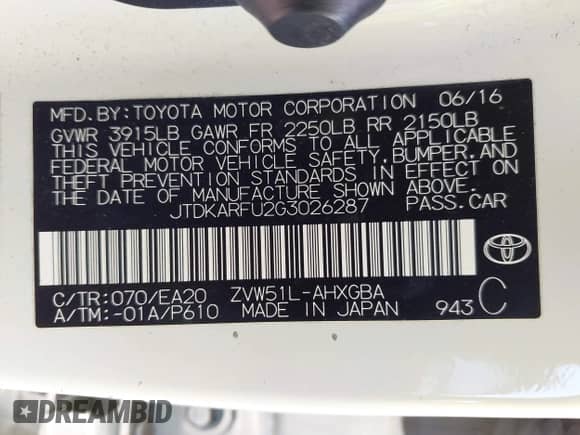 MFD.BY:TOYOTA MOTOR CORPORATION 06/16
GVWR 3915LB GAWR FR 2250LB RR 2150LB
THIS VEHICLE CONFORMS TO ALL APPLICABLE
FEDERAL MOTOR VEHICLE SAFETY,BUMPER,AND
THEFT PREVENTION STANDARDS IN EFFECT ON
THE DATE OF MANUFACTURE SHOWN ABOVE.
JTDKARFU2G3026287 PASS.CAR
C/TR:070/EA20 ZVW51L-AHXGBA
A/TM:-01A/P610 MADE IN JAPAN 943 C
TOYOTA
DREAMBID